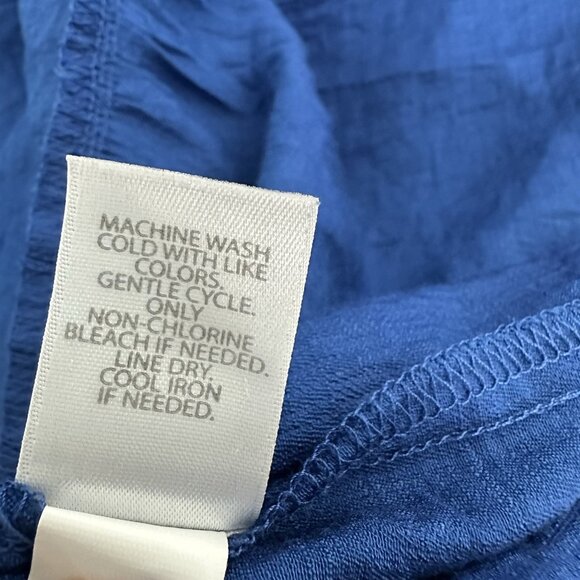 MACHINE WASH
COLD WITH LIKE
COLORS.
GENTLE CYCLE.
ONLY
NON-CHLORINE
BLEACH IF NEEDED.
LINE DRY.
COOL IRON
IF NEEDED.